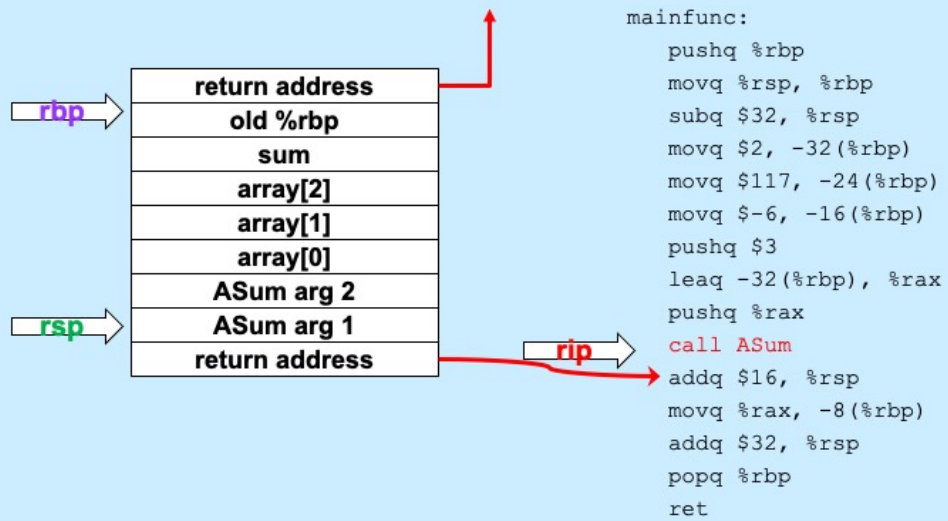 return address
rbp
old %rbp
sum
array[2]
array[1]
array[0]
ASum arg 2
rsp
ASum arg 1
return address
mainfunc:
pushq %rbp
movq %rsp, %rbp
subq $32, %rsp
movq $2, -32(%rbp)
movq $117, -24(%rbp)
movq $-6, -16(%rbp)
pushq $3
leaq -32(%rbp), %rax
pushq %rax
rip
call ASum
addq $16, %rsp
movq %rax, -8(%rbp)
addq $32, %rsp
popq %rbp
ret